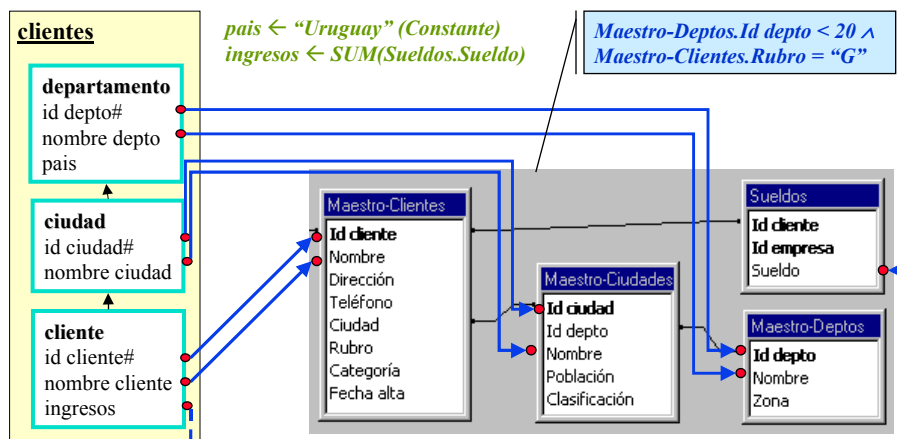 clientes
departamento
id depto#
nombre depto
pais
ciudad
id ciudad#
nombre ciudad
cliente
id cliente#
nombre cliente
ingresos
pais ← “Uruguay” (Constante)
ingresos ← SUM(Sueldos.Sueldo)
Maestro-Deptos.Id depto < 20 ∧
Maestro-Clientes.Rubro = “G”
Maestro-Clientes
Id cliente
Nombre
Dirección
Teléfono
Ciudad
Rubro
Categoría
Fecha alta
Maestro-Ciudades
Id ciudad
Id depto
Nombre
Población
Clasificación
Sueldos
Id cliente
Id empresa
Sueldo
Maestro-Deptos
Id depto
Nombre
Zona